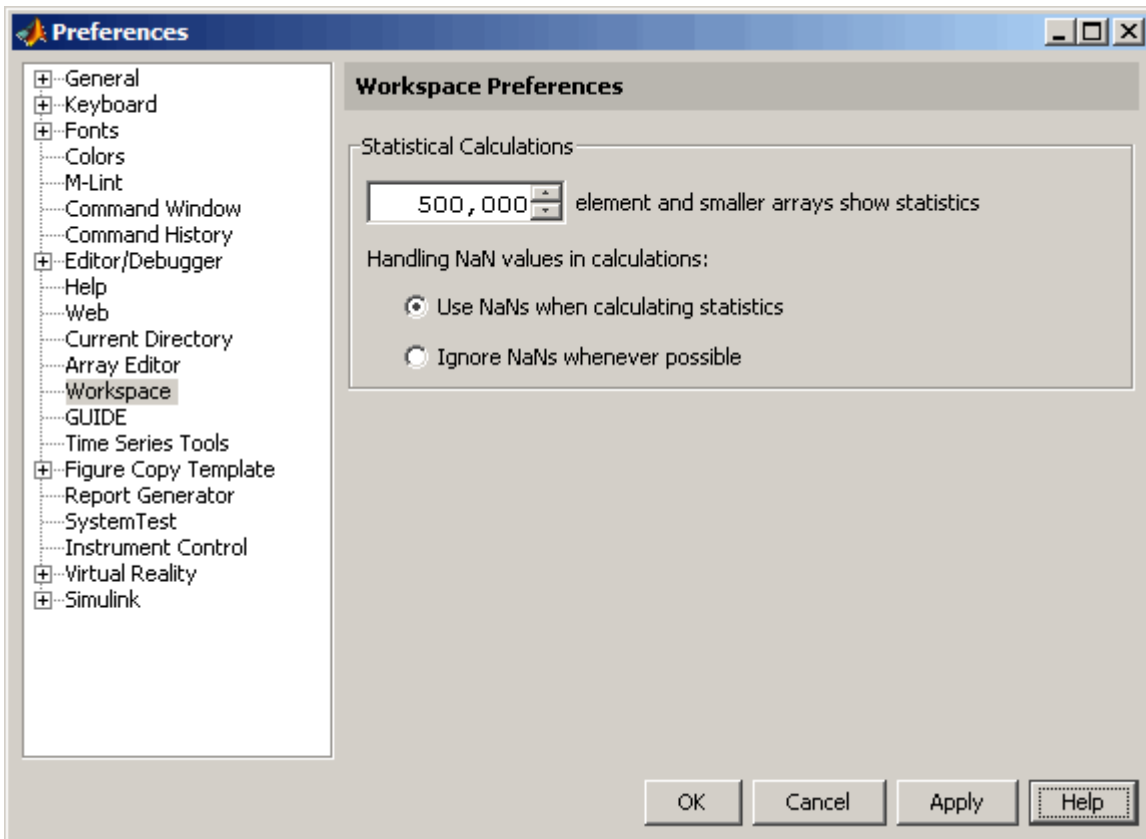 Preferences
General
Keyboard
Fonts
Colors
M-Lint
Command Window
Command History
Editor/Debugger
Help
Web
Current Directory
Array Editor
Workspace
GUIDE
Time Series Tools
Figure Copy Template
Report Generator
SystemTest
Instrument Control
Virtual Reality
Simulink
Workspace Preferences
Statistical Calculations
500,000 element and smaller arrays show statistics
Handling NaN values in calculations:
Use NaNs when calculating statistics
Ignore NaNs whenever possible
OK Cancel Apply Help